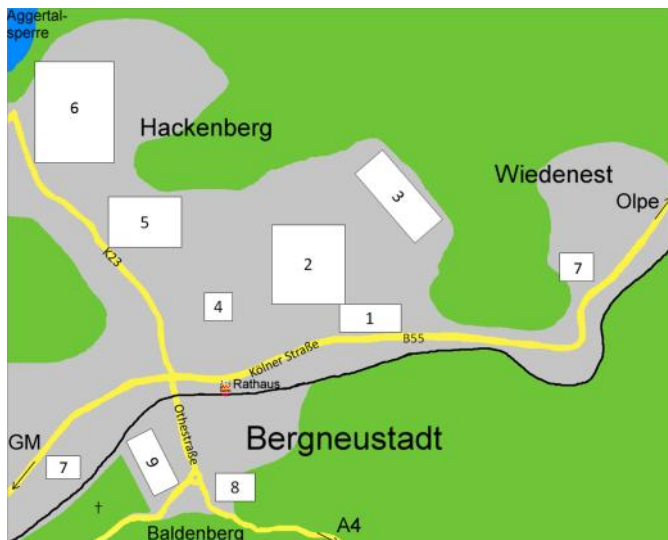 Aggertal-
sperre
6
Hackenberg
3
Wiedenest
Olpe
5
K23
2
7
4
1
B55
Kölner Straße
Rathaus
Othestraße
GM
Bergneustadt
7
9
8
†
Baldenberg
A4